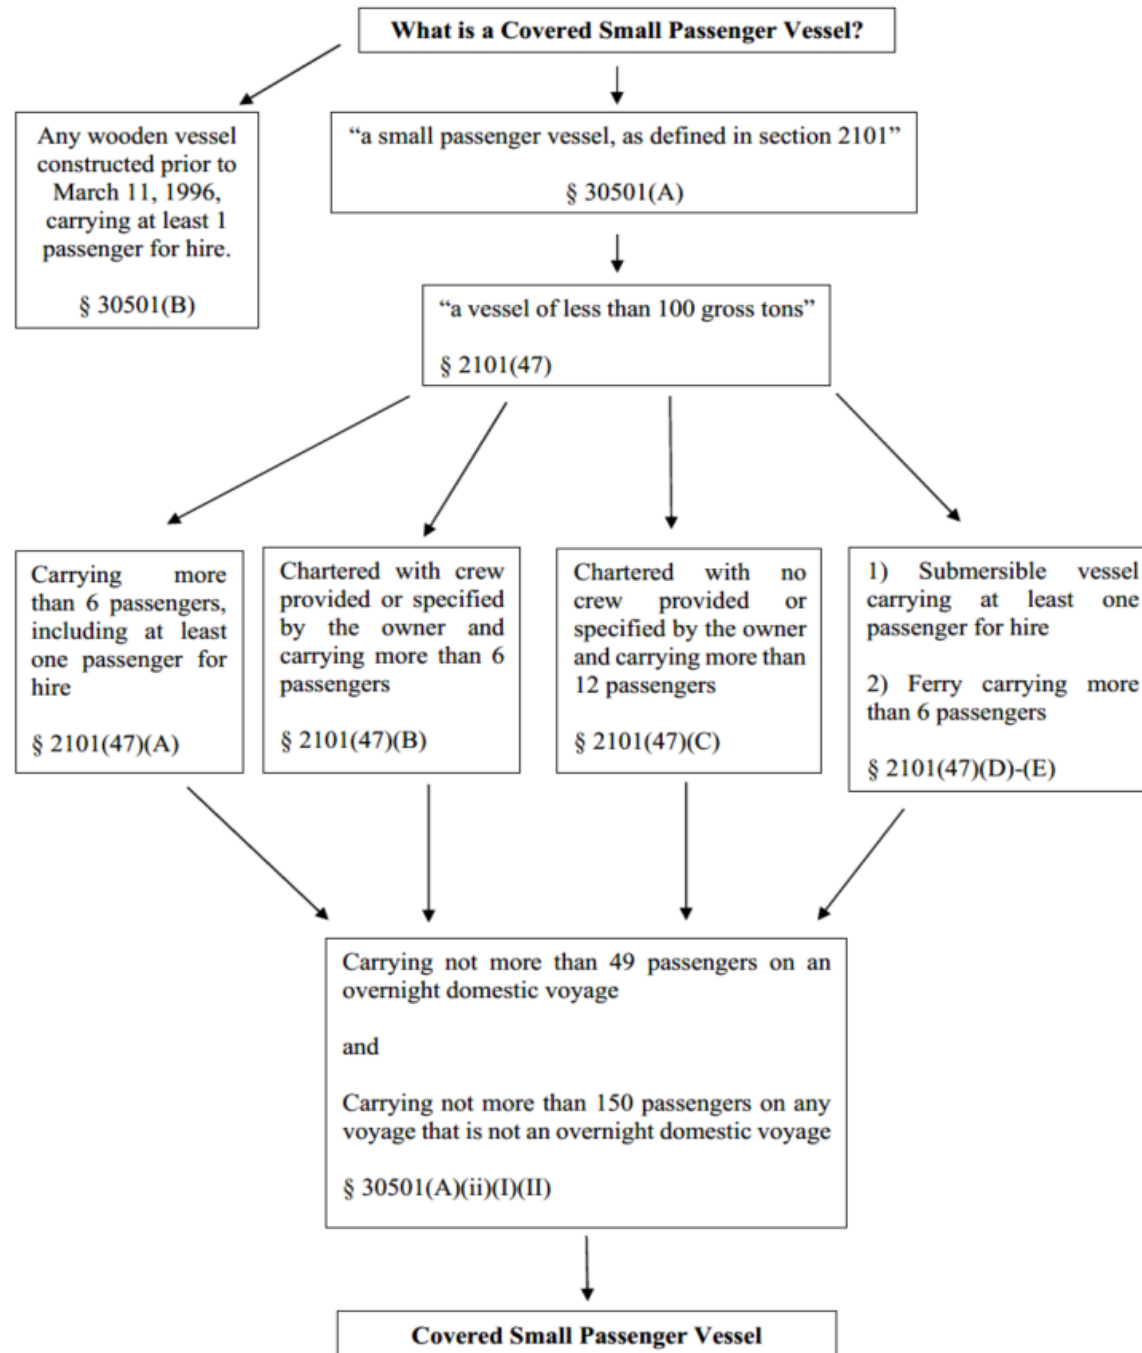 What is a Covered Small Passenger Vessel?
Any wooden vessel
constructed prior to
March 11, 1996,
carrying at least 1
passenger for hire.
§ 30501(B)
“a small passenger vessel, as defined in section 2101”
§ 30501(A)
“a vessel of less than 100 gross tons”
§ 2101(47)
Carrying more
than 6 passengers,
including at least
one passenger for
hire
§ 2101(47)(A)
Chartered with crew
provided or specified
by the owner and
carrying more than 6
passengers
§ 2101(47)(B)
Chartered with no
crew provided or
specified by the owner
and carrying more than
12 passengers
§ 2101(47)(C)
1) Submersible vessel
carrying at least one
passenger for hire
2) Ferry carrying more
than 6 passengers
§ 2101(47)(D)-(E)
Carrying not more than 49 passengers on an
overnight domestic voyage
and
Carrying not more than 150 passengers on any
voyage that is not an overnight domestic voyage
§ 30501(A)(ii)(I)(II)
Covered Small Passenger Vessel